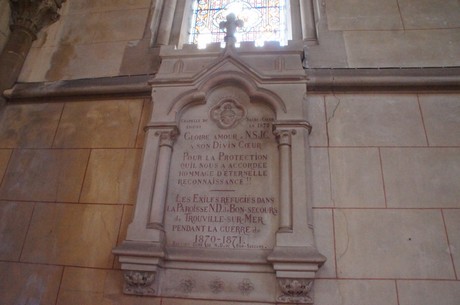 Gloire Amour à N.S.J.C
& à son Divin Cœur
Pour la Protection
qu'il nous a accordé
hommage d'éternelle
reconnaissance !!
Les Exilés réfugiés dans
la Paroisse N.D. de Bon-secours
de Trouville sur-Mer
pendant la guerre de
1870-1871